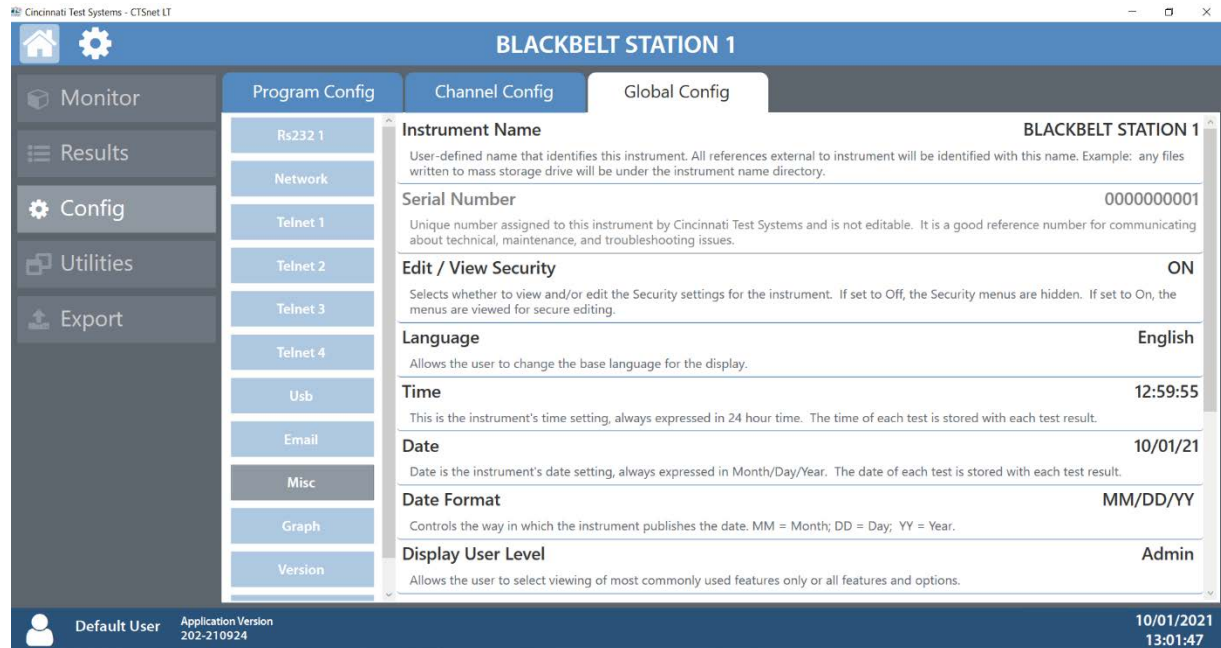 Cincinnati Test Systems - CTSnet LT
BLACKBELT STATION 1
Monitor
Results
Config
Utilities
Export
Program Config
Channel Config
Global Config
Rs232 1
Network
Telnet 1
Telnet 2
Telnet 3
Telnet 4
Usb
Email
Misc
Graph
Version
Instrument Name BLACKBELT STATION 1
User-defined name that identifies this instrument. All references external to instrument will be identified with this name. Example: any files
written to mass storage drive will be under the instrument name directory.
Serial Number 0000000001
Unique number assigned to this instrument by Cincinnati Test Systems and is not editable. It is a good reference number for communicating
about technical, maintenance, and troubleshooting issues.
Edit / View Security ON
Selects whether to view and/or edit the Security settings for the instrument. If set to Off, the Security menus are hidden. If set to On, the
menus are viewed for secure editing.
Language English
Allows the user to change the base language for the display.
Time 12:59:55
This is the instrument's time setting, always expressed in 24 hour time. The time of each test is stored with each test result.
Date 10/01/21
Date is the instrument's date setting, always expressed in Month/Day/Year. The date of each test is stored with each test result.
Date Format MM/DD/YY
Controls the way in which the instrument publishes the date. MM = Month; DD = Day; YY = Year.
Display User Level Admin
Allows the user to select viewing of most commonly used features only or all features and options.
Default User
Application Version
202-210924
10/01/2021
13:01:47